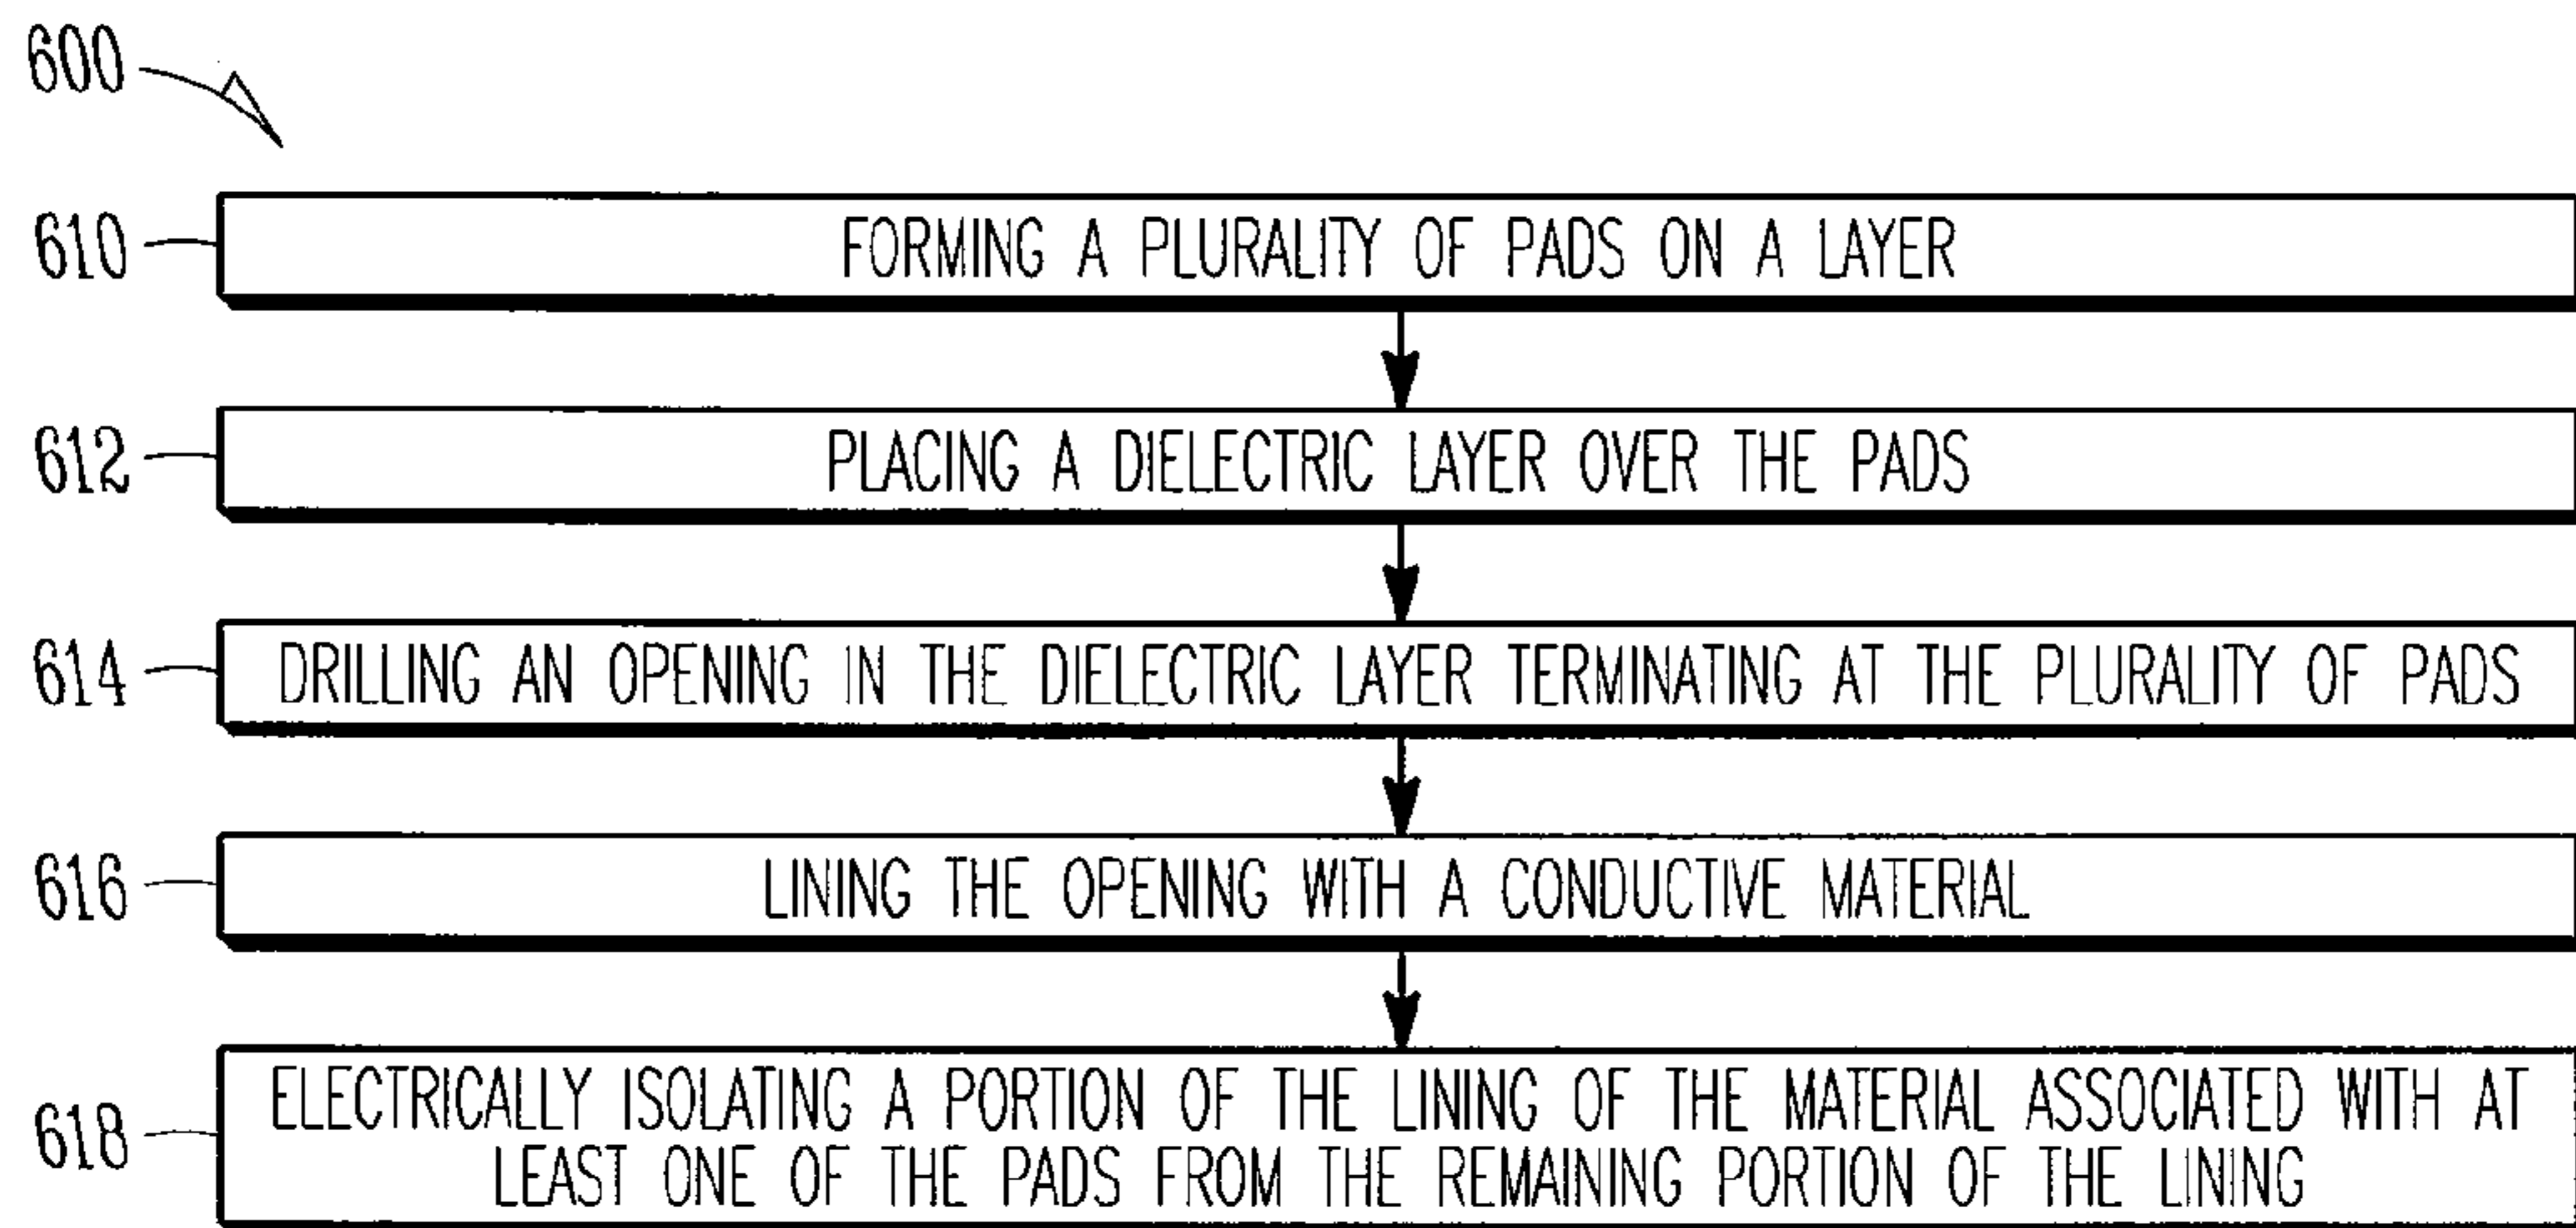 600
610
FORMING A PLURALITY OF PADS ON A LAYER
612
PLACING A DIELECTRIC LAYER OVER THE PADS
614
DRILLING AN OPENING IN THE DIELECTRIC LAYER TERMINATING AT THE PLURALITY OF PADS
616
LINING THE OPENING WITH A CONDUCTIVE MATERIAL
618
ELECTRICALLY ISOLATING A PORTION OF THE LINING OF THE MATERIAL ASSOCIATED WITH AT
LEAST ONE OF THE PADS FROM THE REMAINING PORTION OF THE LINING